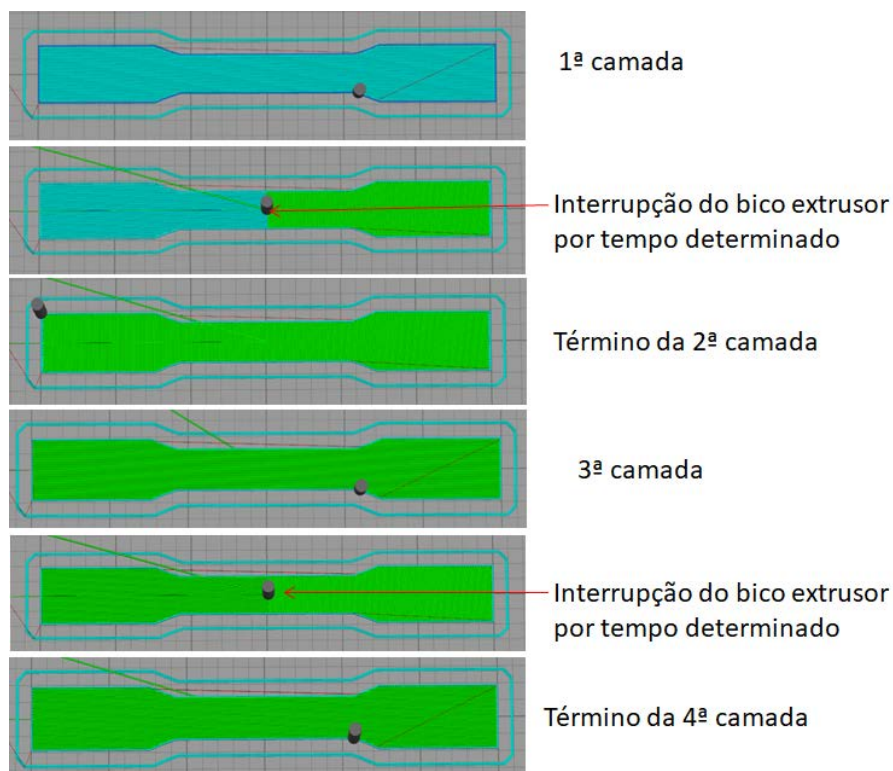 1ª camada
Interrupção do bico extrusor
por tempo determinado
Término da 2ª camada
3ª camada
Interrupção do bico extrusor
por tempo determinado
Término da 4ª camada